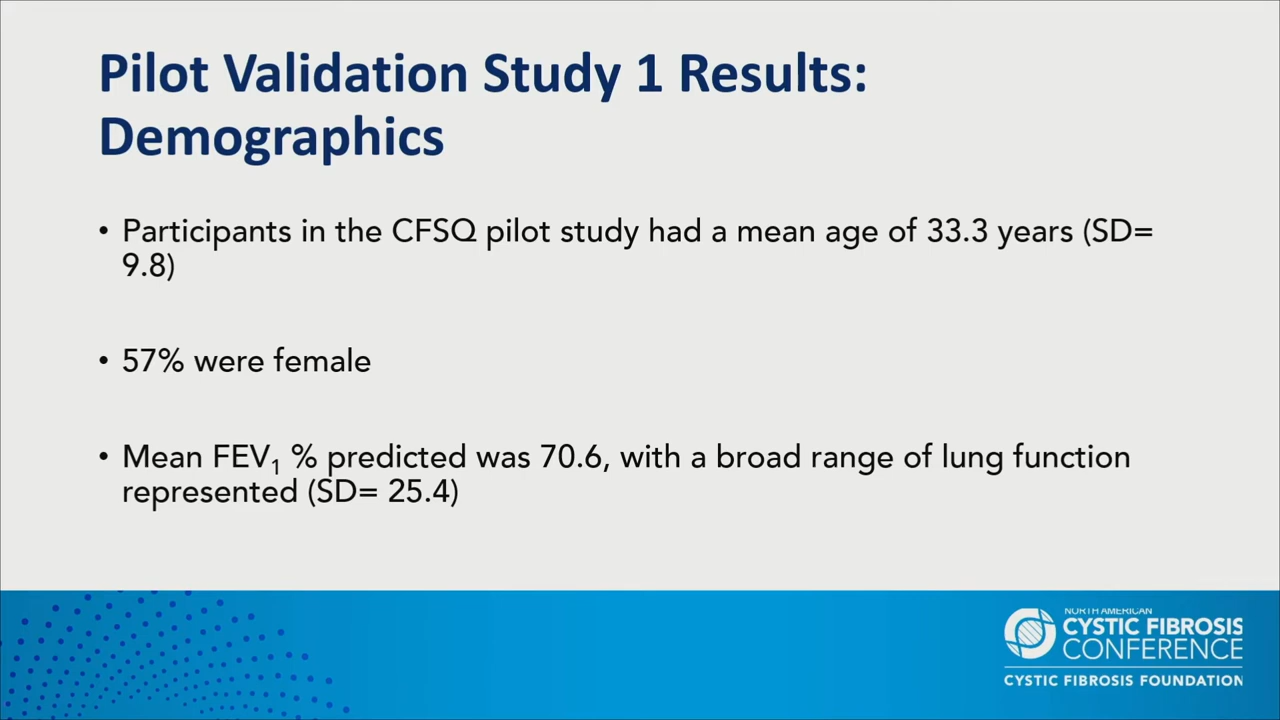 Pilot Validation Study 1 Results:
Demographics
• Participants in the CFSQ pilot study had a mean age of 33.3 years (SD=
9.8)
• 57% were female
• Mean FEV₁ % predicted was 70.6, with a broad range of lung function
represented (SD= 25.4)
NORTH AMERICAN
CYSTIC FIBROSIS
CONFERENCE
CYSTIC FIBROSIS FOUNDATION